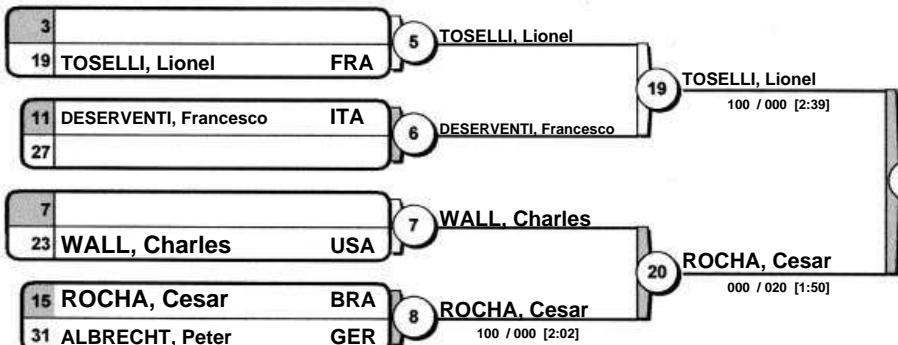 3
19 TOSELLI, Lionel FRA
5
TOSELLI, Lionel
11 DESERVENTI, Francesco ITA
27
6
DESERVENTI, Francesco
19
TOSELLI, Lionel
100 / 000 [2:39]
7
23 WALL, Charles USA
7
WALL, Charles
15 ROCHA, Cesar BRA
31 ALBRECHT, Peter GER
8
ROCHA, Cesar
100 / 000 [2:02]
20
ROCHA, Cesar
000 / 020 [1:50]